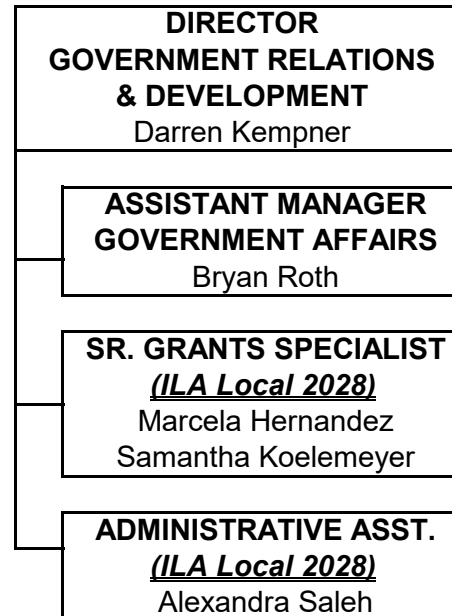 DIRECTOR
GOVERNMENT RELATIONS
& DEVELOPMENT
Darren Kempner
ASSISTANT MANAGER
GOVERNMENT AFFAIRS
Bryan Roth
SR. GRANTS SPECIALIST
(ILA Local 2028)
Marcela Hernandez
Samantha Koelemeyer
ADMINISTRATIVE ASST.
(ILA Local 2028)
Alexandra Saleh